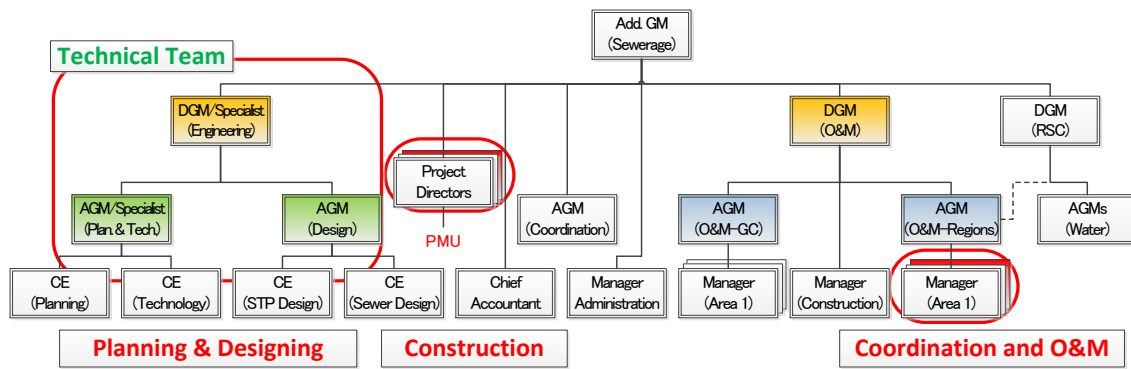 Add. GM
(Sewerage)
Technical Team
DGM/Specialist
(Engineering)
DGM
(O&M)
DGM
(RSC)
Project
Directors
PMU
AGM/Specialist
(Plan. & Tech)
AGM
(Design)
AGM
(Coordination)
AGM
(O&M-GC)
AGM
(O&M-Regions)
AGMs
(Water)
CE
(Planning)
CE
(Technology)
CE
(STP Design)
CE
(Sewer Design)
Chief
Accountant
Manager
Administration
Manager
(Area 1)
Manager
(Construction)
Manager
(Area 1)
Planning & Designing
Construction
Coordination and O&M